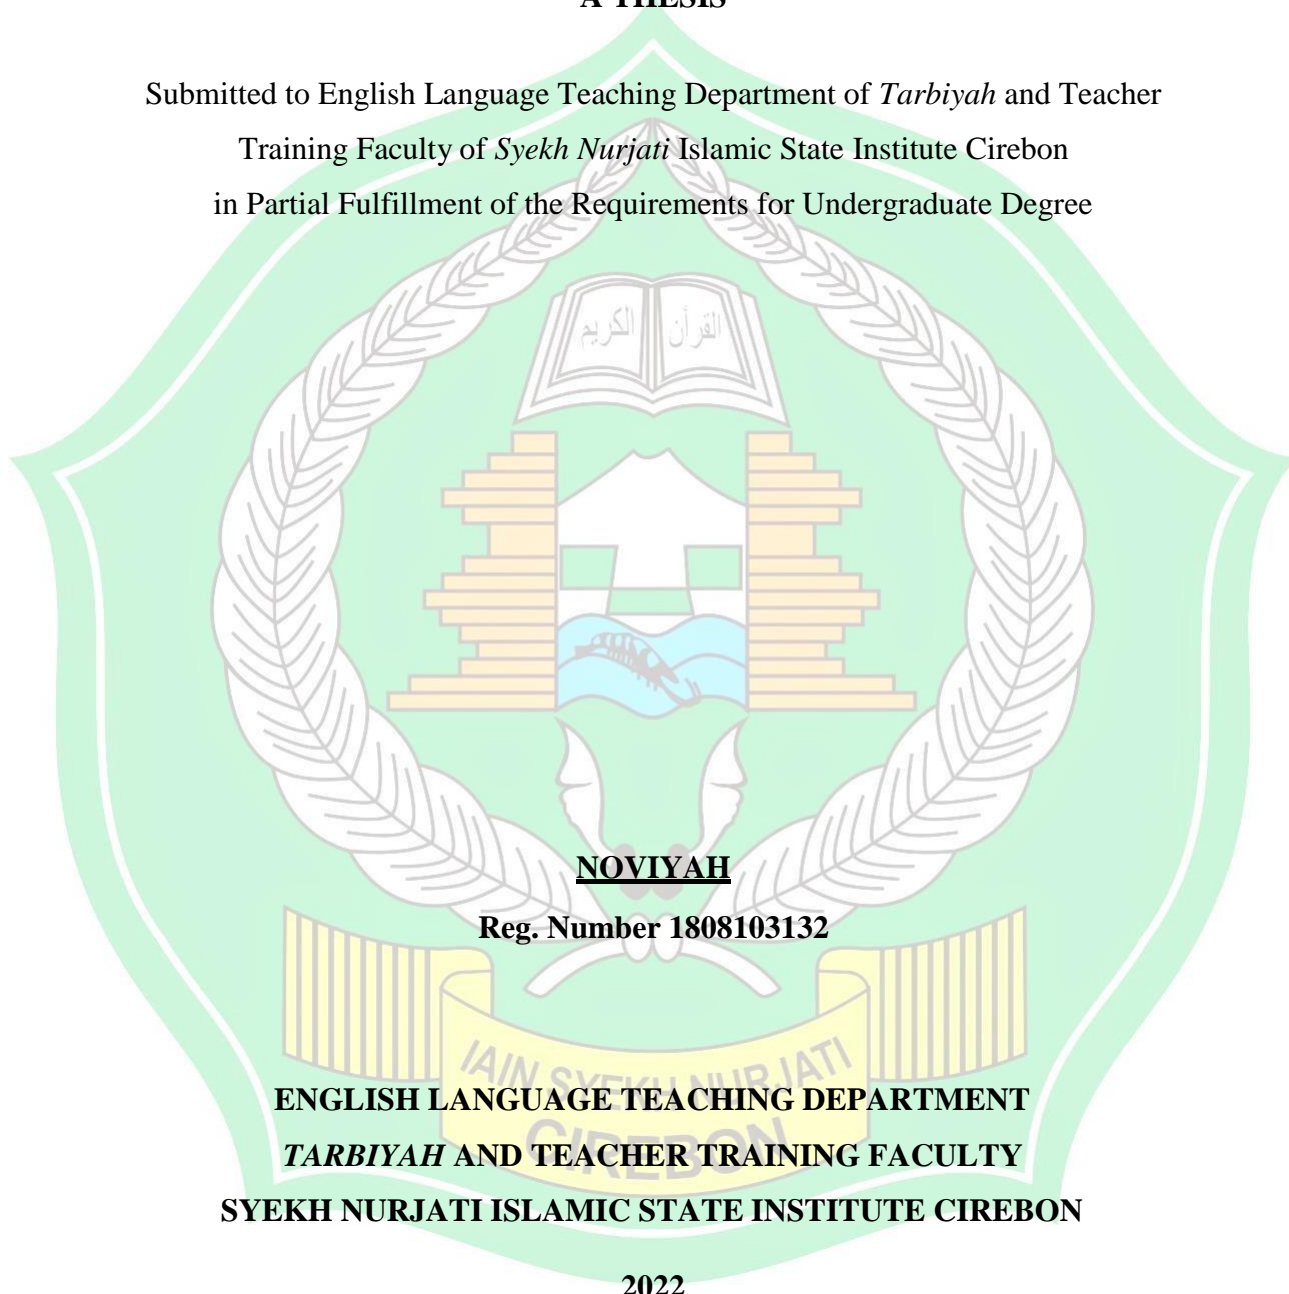 A THESIS
Submitted to English Language Teaching Department of Tarbiyah and Teacher
Training Faculty of Syekh Nurjati Islamic State Institute Cirebon
in Partial Fulfillment of the Requirements for Undergraduate Degree
الكريم القرآن
NOVIYAH
Reg. Number 1808103132
IAIN SYEKH NURJATI
CIREBON
ENGLISH LANGUAGE TEACHING DEPARTMENT
TARBIYAH AND TEACHER TRAINING FACULTY
SYEKH NURJATI ISLAMIC STATE INSTITUTE CIREBON
2022